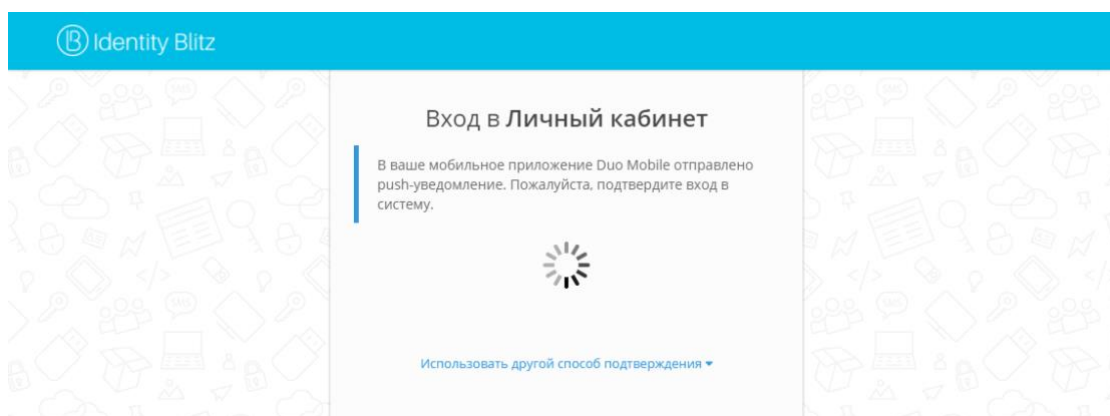 Identity Blitz
Вход в Личный кабинет
В ваше мобильное приложение Duo Mobile отправлено
push-уведомление. Пожалуйста, подтвердите вход в
систему.
Использовать другой способ подтверждения